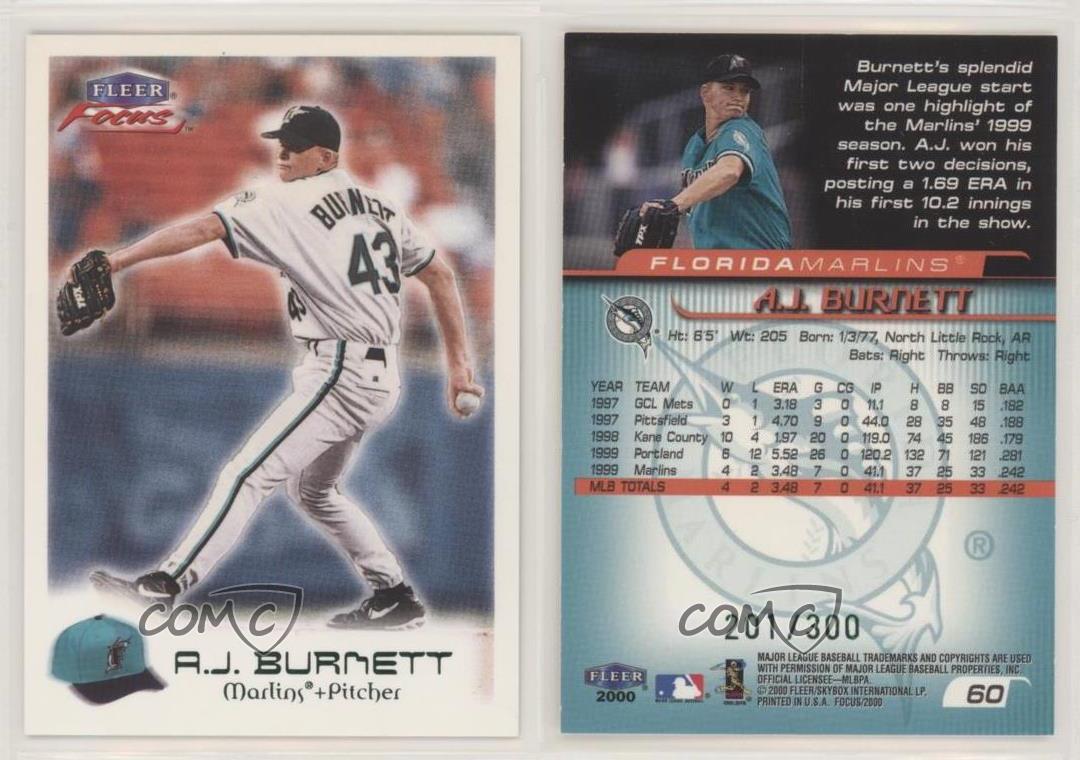 FLEER
Focus
BURNETT
43
43
TPX
COMC
A.J. BURNETT
Marlins®+Pitcher
Burnett's splendid
Major League start
was one highlight of
the Marlins' 1999
season. A.J. won his
first two decisions,
posting a 1.69 ERA in
his first 10.2 innings
in the show.
TPX
FLORIDAMARLINS®
A.J. BURNETT
Ht: 6'5" Wt: 205 Born: 1/3/77, North Little Rock, AR
Bats: Right Throws: Right
YEAR TEAM W L ERA G CG IP H BB SO BAA
1997 GCL Mets 0 1 3.18 3 0 11.1 8 8 15 .182
1997 Pittsfield 3 1 4.70 9 0 44.0 28 35 48 .188
1998 Kane County 10 4 1.97 20 0 119.0 74 45 186 .179
1999 Portland 6 12 5.52 26 0 120.2 132 71 121 .281
1999 Marlins 4 2 3.48 7 0 41.1 37 25 33 .242
MLB TOTALS 4 2 3.48 7 0 41.1 37 25 33 .242
COMC
201/300
FLEER
2000
MAJOR LEAGUE BASEBALL TRADEMARKS AND COPYRIGHTS ARE USED
WITH PERMISSION OF MAJOR LEAGUE BASEBALL PROPERTIES, INC.
OFFICIAL LICENSEE—MLBPA.
© 2000 FLEER/SKYBOX INTERNATIONAL LP.
PRINTED IN U.S.A. FOCUS/2000
60